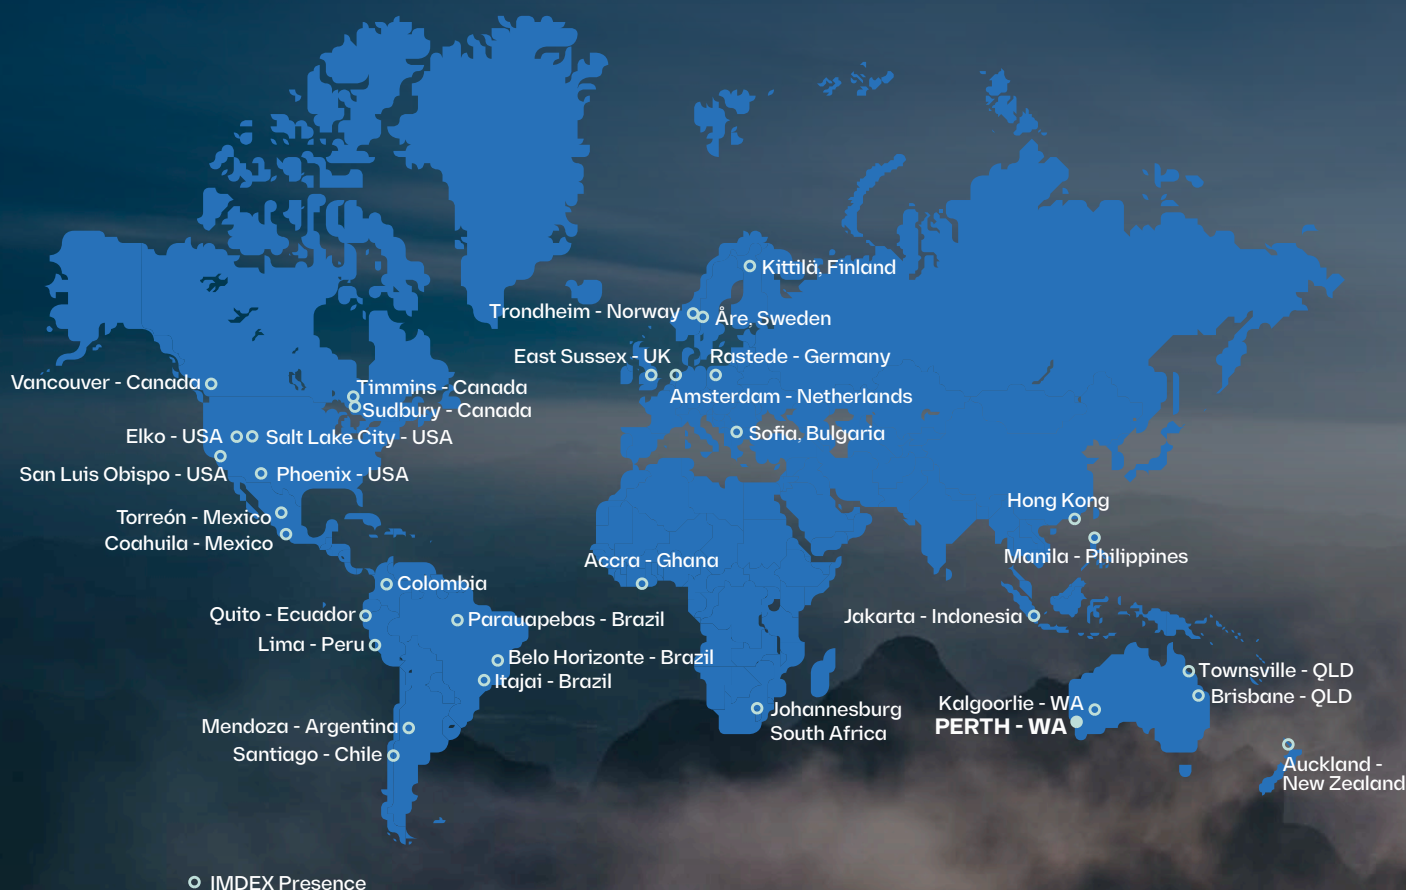 Kittilä, Finland
Trondheim - Norway
Åre, Sweden
East Sussex - UK
Rastede - Germany
Vancouver - Canada
Timmins - Canada
Amsterdam - Netherlands
Sudbury - Canada
Elko - USA
Salt Lake City - USA
Sofia, Bulgaria
San Luis Obispo - USA
Phoenix - USA
Hong Kong
Torreón - Mexico
Coahuila - Mexico
Manila - Philippines
Accra - Ghana
Colombia
Quito - Ecuador
Parauapebas - Brazil
Jakarta - Indonesia
Lima - Peru
Belo Horizonte - Brazil
Itajai - Brazil
Townsville - QLD
Brisbane - QLD
Kalgoorlie - WA
Johannesburg
South Africa
PERTH - WA
Mendoza - Argentina
Santiago - Chile
Auckland -
New Zealand
IMDEX Presence